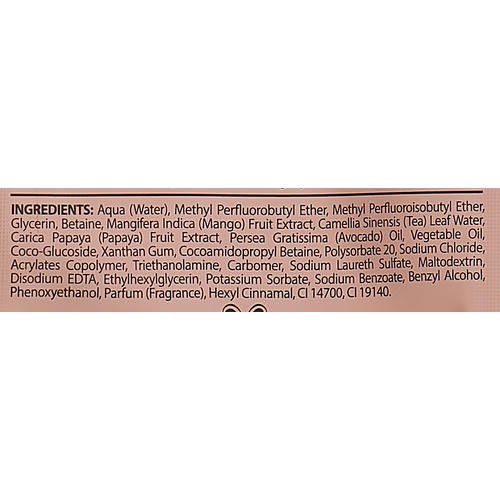 INGREDIENTS: Aqua (Water), Methyl Perfluorobutyl Ether, Methyl Perfluoroisobutyl Ether,
Glycerin, Betaine, Mangifera Indica (Mango) Fruit Extract, Camellia Sinensis (Tea) Leaf Water,
Carica Papaya (Papaya) Fruit Extract, Persea Gratissima (Avocado) Oil, Vegetable Oil,
Coco-Glucoside, Xanthan Gum, Cocoamidopropyl Betaine, Polysorbate 20, Sodium Chloride,
Acrylates Copolymer, Triethanolamine, Carbomer, Sodium Laureth Sulfate, Maltodextrin,
Disodium EDTA, Ethylhexylglycerin, Potassium Sorbate, Sodium Benzoate, Benzyl Alcohol,
Phenoxyethanol, Parfum (Fragrance), Hexyl Cinnamal, CI 14700, CI 19140.